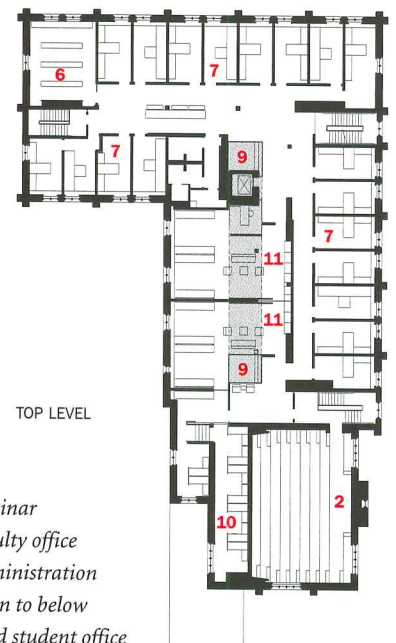 6
7
7
9
7
11
11
9
TOP LEVEL
2
10
inar
ulty office
ninistration
n to below
d student office